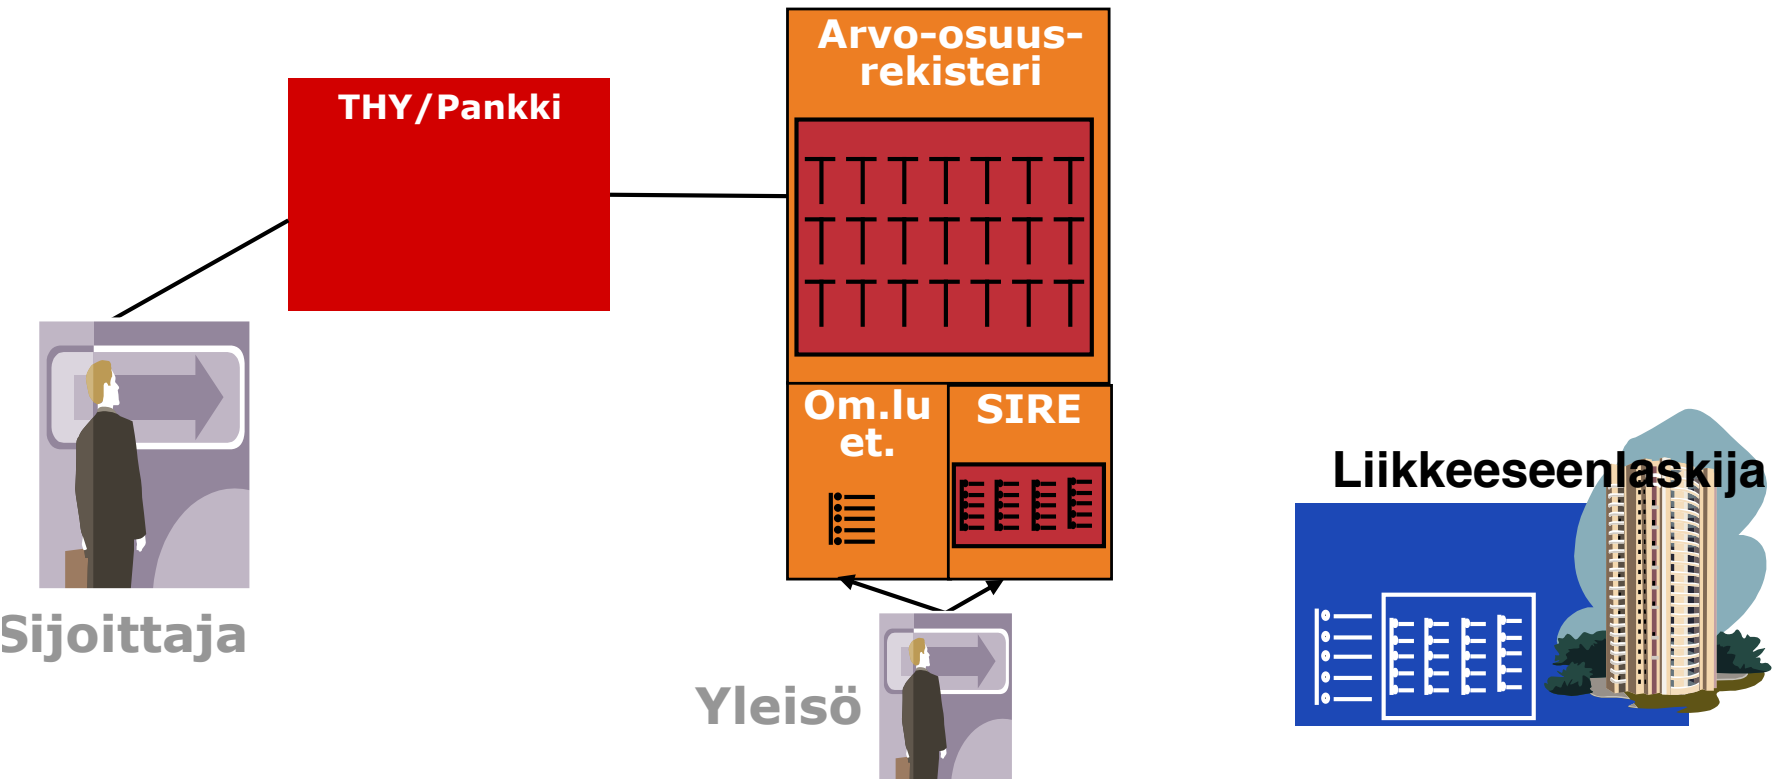 Arvo-osuus-
rekisteri
THY/Pankki
Om.lu
et.
SIRE
Liikkeeseenlaskija
Sijoittaja
Yleisö